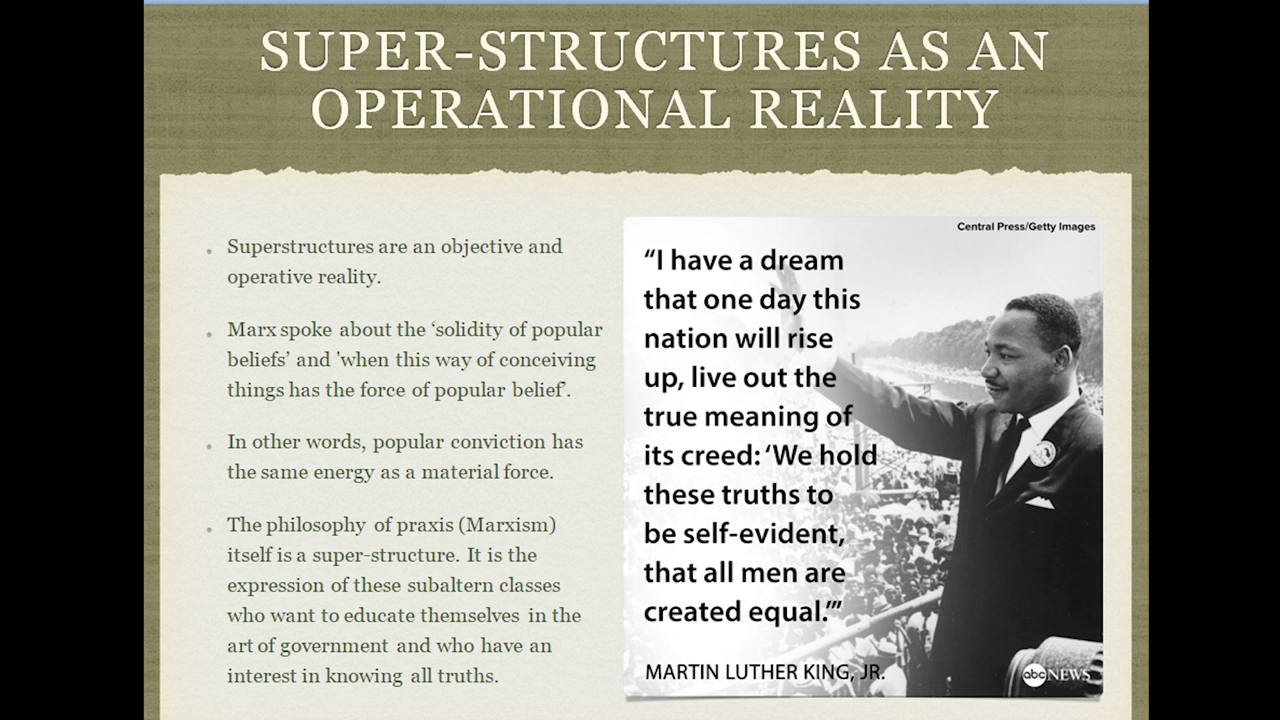 SUPER-STRUCTURES AS AN
OPERATIONAL REALITY
Superstructures are an objective and
operative reality.
Marx spoke about the ‘solidity of popular
beliefs’ and 'when this way of conceiving
things has the force of popular belief'.
In other words, popular conviction has
the same energy as a material force.
The philosophy of praxis (Marxism)
itself is a super-structure. It is the
expression of these subaltern classes
who want to educate themselves in the
art of government and who have an
interest in knowing all truths.
Central Press/Getty Images
“I have a dream
that one day this
nation will rise
up, live out the
true meaning of
its creed: ‘We hold
these truths to
be self-evident,
that all men are
created equal.’”
MARTIN LUTHER KING, JR.
abc NEWS